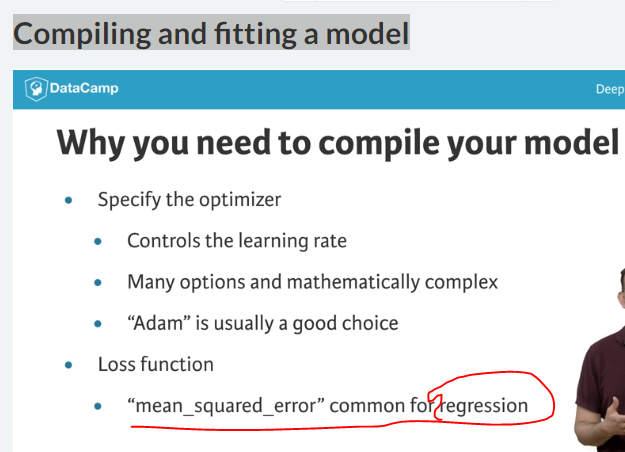 Compiling and fitting a model
DataCamp
Deep
Why you need to compile your model
Specify the optimizer
Controls the learning rate
Many options and mathematically complex
“Adam” is usually a good choice
Loss function
“mean_squared_error” common for regression